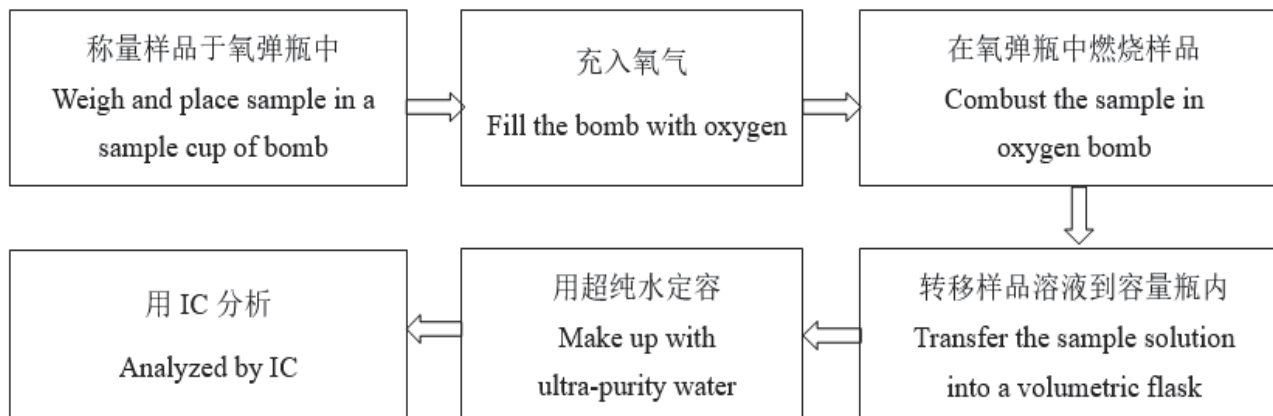 称量样品于氧弹瓶中
Weigh and place sample in a
sample cup of bomb
充入氧气
Fill the bomb with oxygen
在氧弹瓶中燃烧样品
Combust the sample in
oxygen bomb
转移样品溶液到容量瓶内
Transfer the sample solution
into a volumetric flask
用超纯水定容
Make up with
ultra-purity water
用 IC 分析
Analyzed by IC